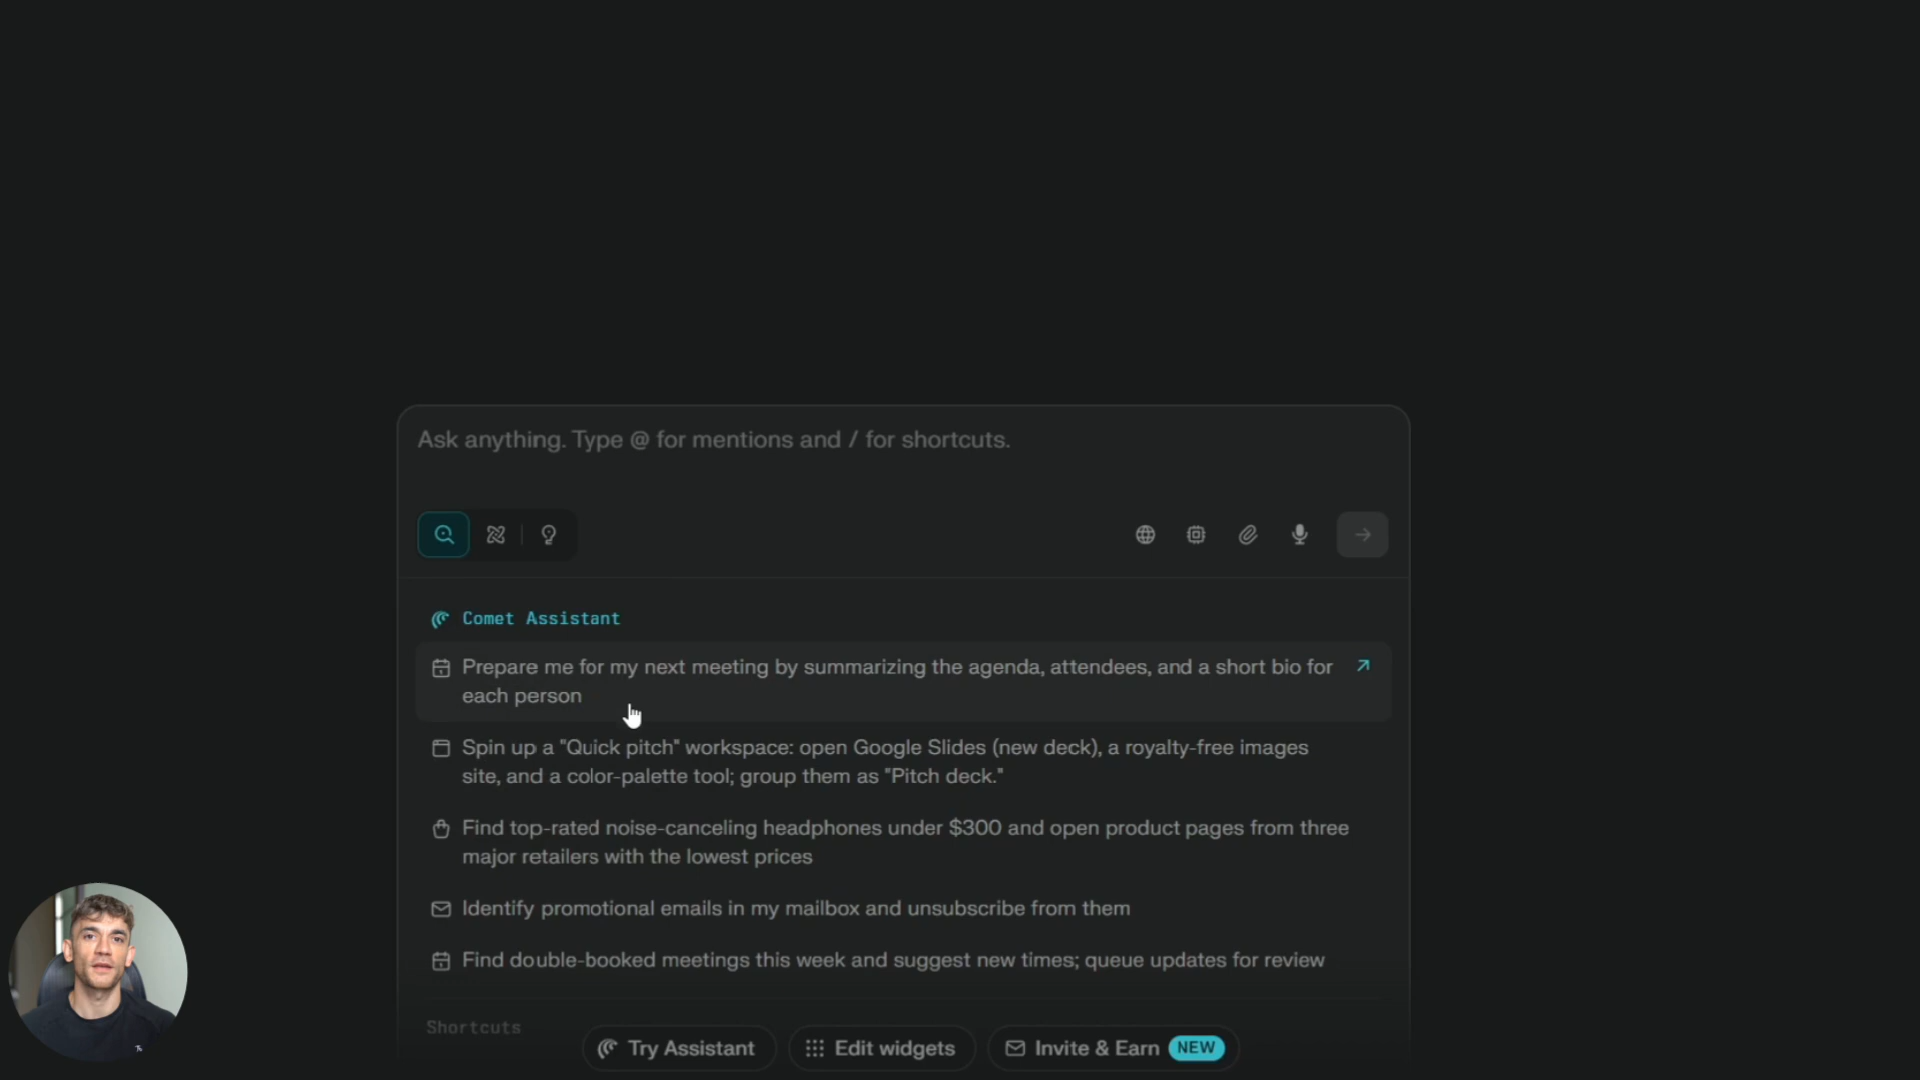 Ask anything. Type @ for mentions and / for shortcuts.
Comet Assistant
Prepare me for my next meeting by summarizing the agenda, attendees, and a short bio for
each person
Spin up a "Quick pitch" workspace: open Google Slides (new deck), a royalty-free images
site, and a color-palette tool; group them as "Pitch deck."
Find top-rated noise-canceling headphones under $300 and open product pages from three
major retailers with the lowest prices
Identify promotional emails in my mailbox and unsubscribe from them
Find double-booked meetings this week and suggest new times; queue updates for review
Shortcuts
Try Assistant
Edit widgets
Invite & Earn NEW